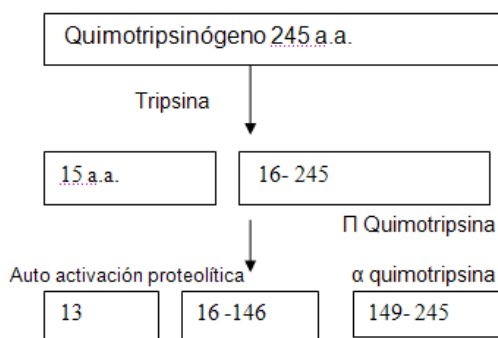 Quimotripsinógeno 245 a.a.
Tripsina
15 a.a.
16- 245
Π Quimotripsina
Auto activación proteolítica
α quimotripsina
13
16 -146
149- 245